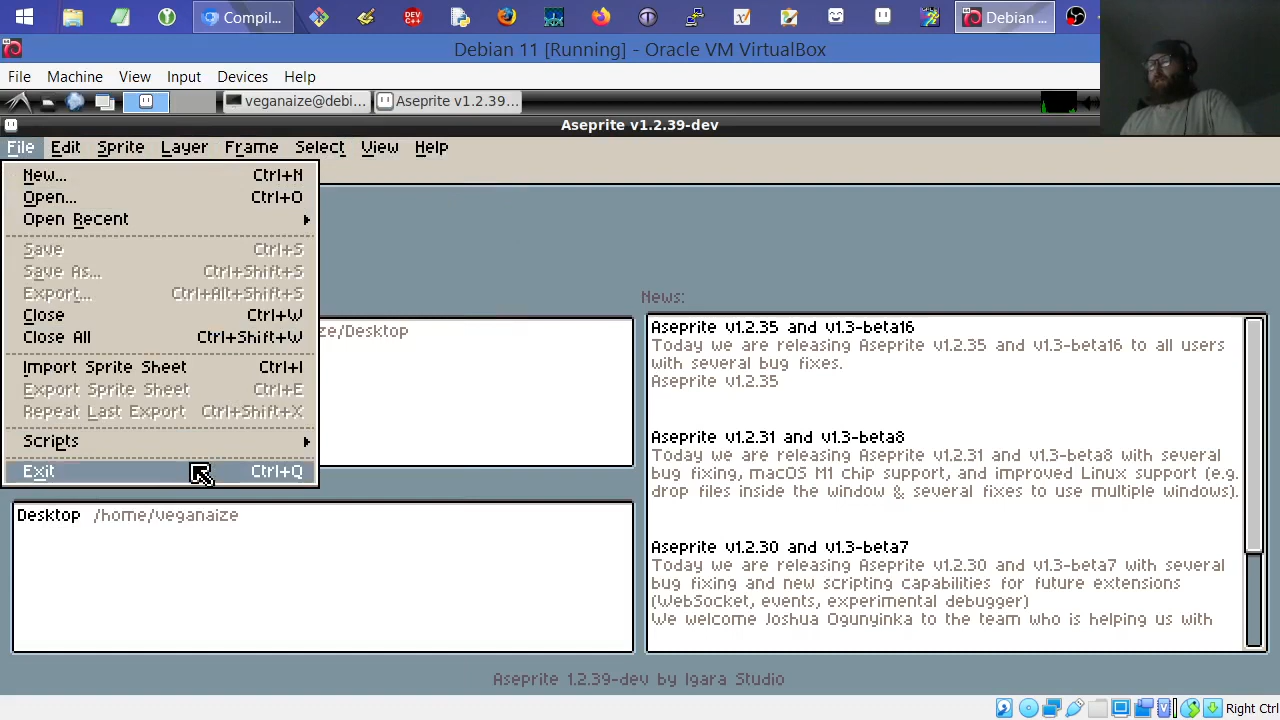 Compil...
Debian ...
Debian 11 [Running] - Oracle VM VirtualBox
File Machine View Input Devices Help
veganaize@debi... Aseprite v1.2.39...
Aseprite v1.2.39-dev
File Edit Sprite Layer Frame Select View Help
New... Ctrl+N
Open... Ctrl+O
Open Recent
Save Ctrl+S
Save As... Ctrl+Shift+S
Export... Ctrl+Alt+Shift+S
Close Ctrl+W
Close All Ctrl+Shift+W
Import Sprite Sheet Ctrl+I
Export Sprite Sheet Ctrl+E
Repeat Last Export Ctrl+Shift+X
Scripts
Exit Ctrl+Q
ze/Desktop
Desktop /home/veganaize
News:
Aseprite v1.2.35 and v1.3-beta16
Today we are releasing Aseprite v1.2.35 and v1.3-beta16 to all users
with several bug fixes.
Aseprite v1.2.35
Aseprite v1.2.31 and v1.3-beta8
Today we are releasing Aseprite v1.2.31 and v1.3-beta8 with several
bug fixing, macOS M1 chip support, and improved Linux support (e.g.
drop files inside the window & several fixes to use multiple windows).
Aseprite v1.2.30 and v1.3-beta7
Today we are releasing Aseprite v1.2.30 and v1.3-beta7 with several
bug fixing and new scripting capabilities for future extensions
(WebSocket, events, experimental debugger)
We welcome Joshua Ogunyinka to the team who is helping us with
Aseprite 1.2.39-dev by Igara Studio
Right Ctrl